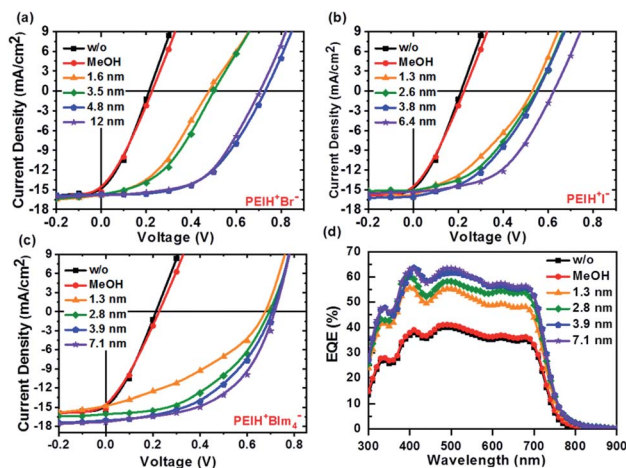 (a)
w/o
MeOH
1.6 nm
3.5 nm
4.8 nm
12 nm
PEIH⁺Br⁻
Current Density (mA/cm²)
9
6
3
0
-3
-6
-9
-12
-15
-18
-0.2 0.0 0.2 0.4 0.6 0.8
Voltage (V)
(b)
w/o
MeOH
1.3 nm
2.6 nm
3.8 nm
6.4 nm
PEIH⁺I⁻
Current Density (mA/cm²)
9
6
3
0
-3
-6
-9
-12
-15
-18
-0.2 0.0 0.2 0.4 0.6 0.8
Voltage (V)
(c)
w/o
MeOH
1.3 nm
2.8 nm
3.9 nm
7.1 nm
PEIH⁺BIm₄⁻
Current Density (mA/cm²)
9
6
3
0
-3
-6
-9
-12
-15
-18
-0.2 0.0 0.2 0.4 0.6 0.8
Voltage (V)
(d)
w/o
MeOH
1.3 nm
2.8 nm
3.9 nm
7.1 nm
EQE (%)
80
70
60
50
40
30
20
10
0
300 400 500 600 700 800 900
Wavelength (nm)